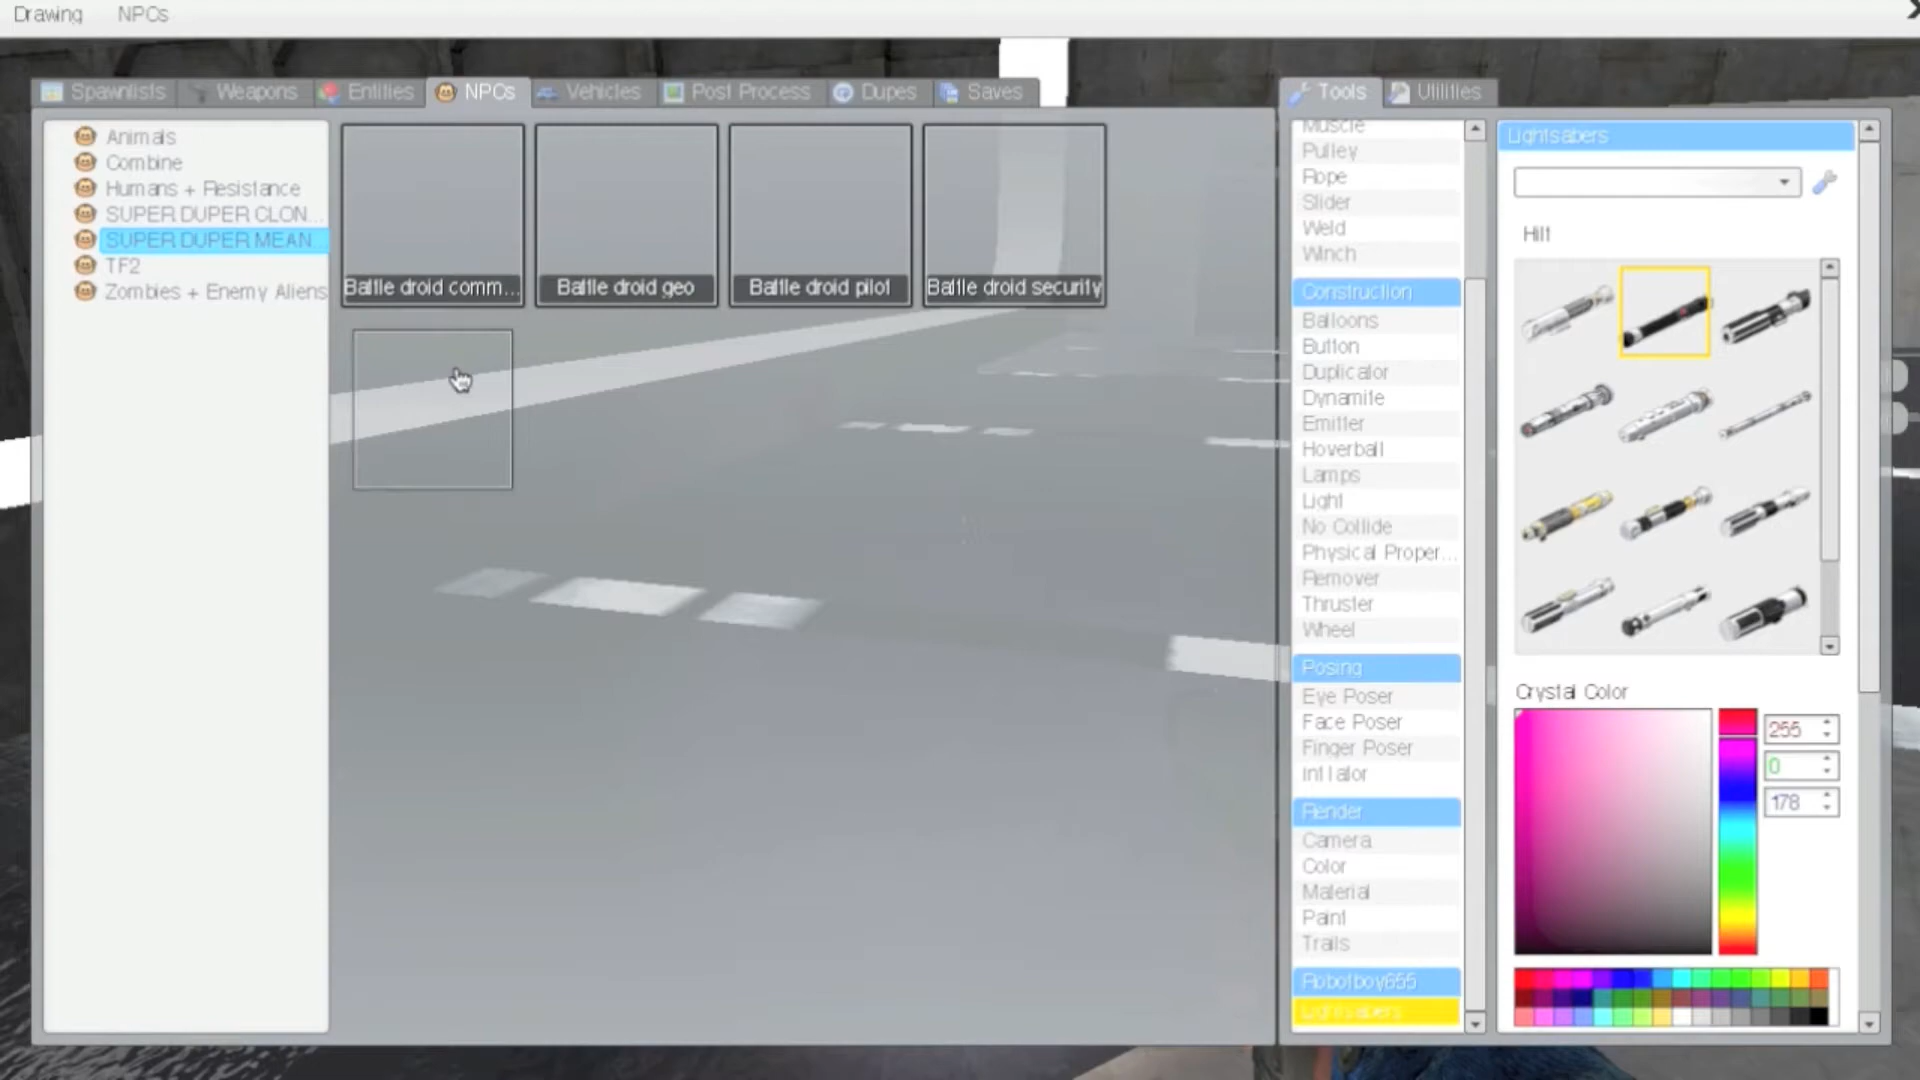 Drawing NPCs
Spawnlists Weapons Entities NPCs Vehicles Post Process Dupes Saves
Animals
Combine
Humans + Resistance
SUPER DUPER CLON...
SUPER DUPER MEAN
TF2
Zombies + Enemy Aliens
Battle droid comm...
Battle droid geo
Battle droid pilot
Battle droid security
Tools Utilities
Muscle
Pulley
Rope
Slider
Weld
Winch
Construction
Balloons
Button
Duplicator
Dynamite
Emitter
Hoverball
Lamps
Light
No Collide
Physical Proper...
Remover
Thruster
Wheel
Posing
Eye Poser
Face Poser
Finger Poser
Inflator
Render
Camera
Color
Material
Paint
Trails
Robotboy655
Lightsabers
Lightsabers
Hilt
Crystal Color
255
0
178